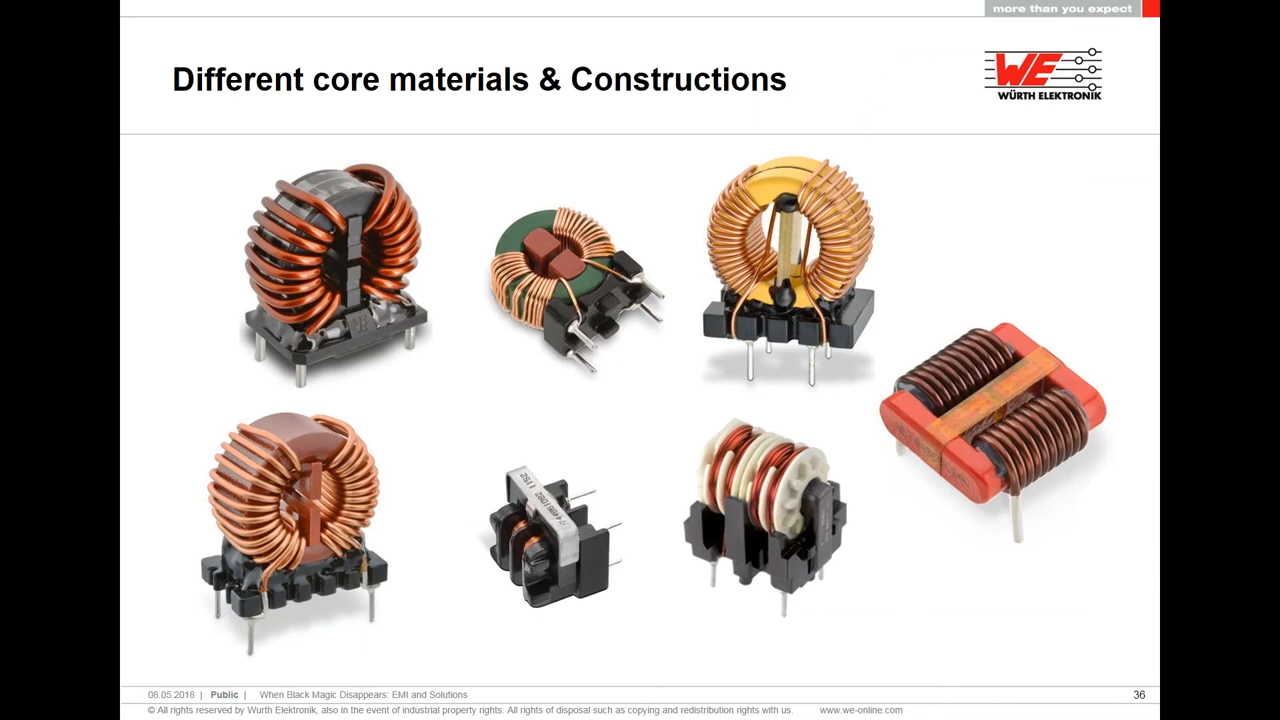 more than you expect
Different core materials & Constructions
WE
WÜRTH ELEKTRONIK
08.05.2018 | Public | When Black Magic Disappears: EMI and Solutions
36
© All rights reserved by Wurth Elektronik, also in the event of industrial property rights. All rights of disposal such as copying and redistribution rights with us. www.we-online.com